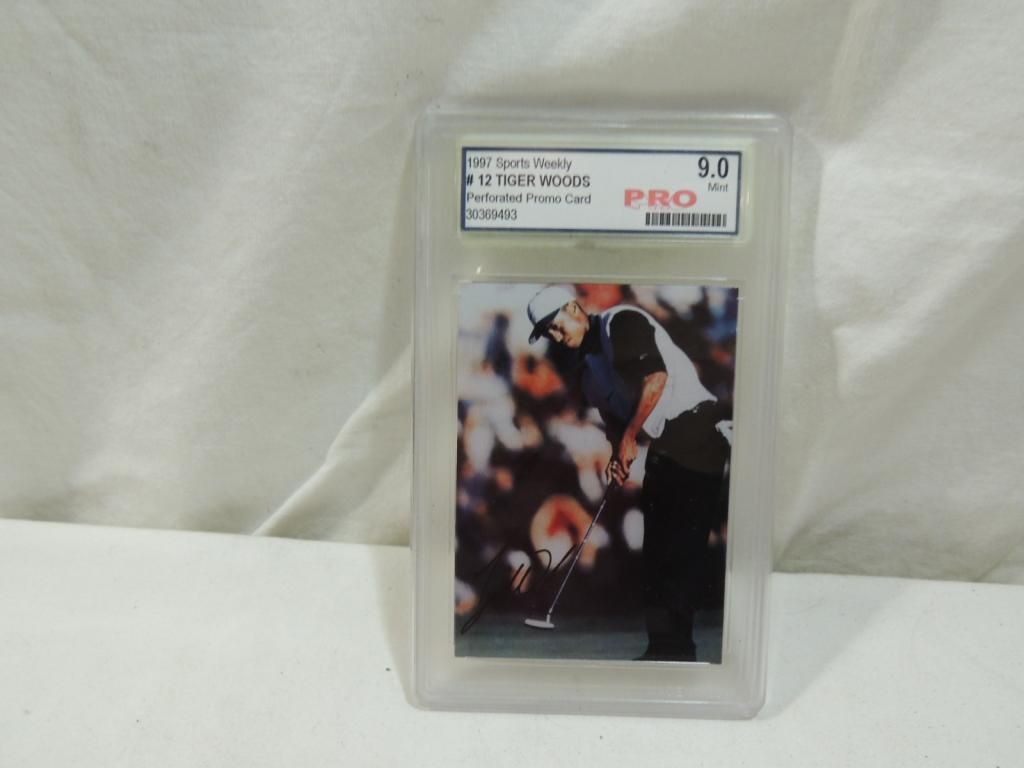 1997 Sports Weekly
# 12 TIGER WOODS
Perforated Promo Card
30369493
9.0
Mint
PRO